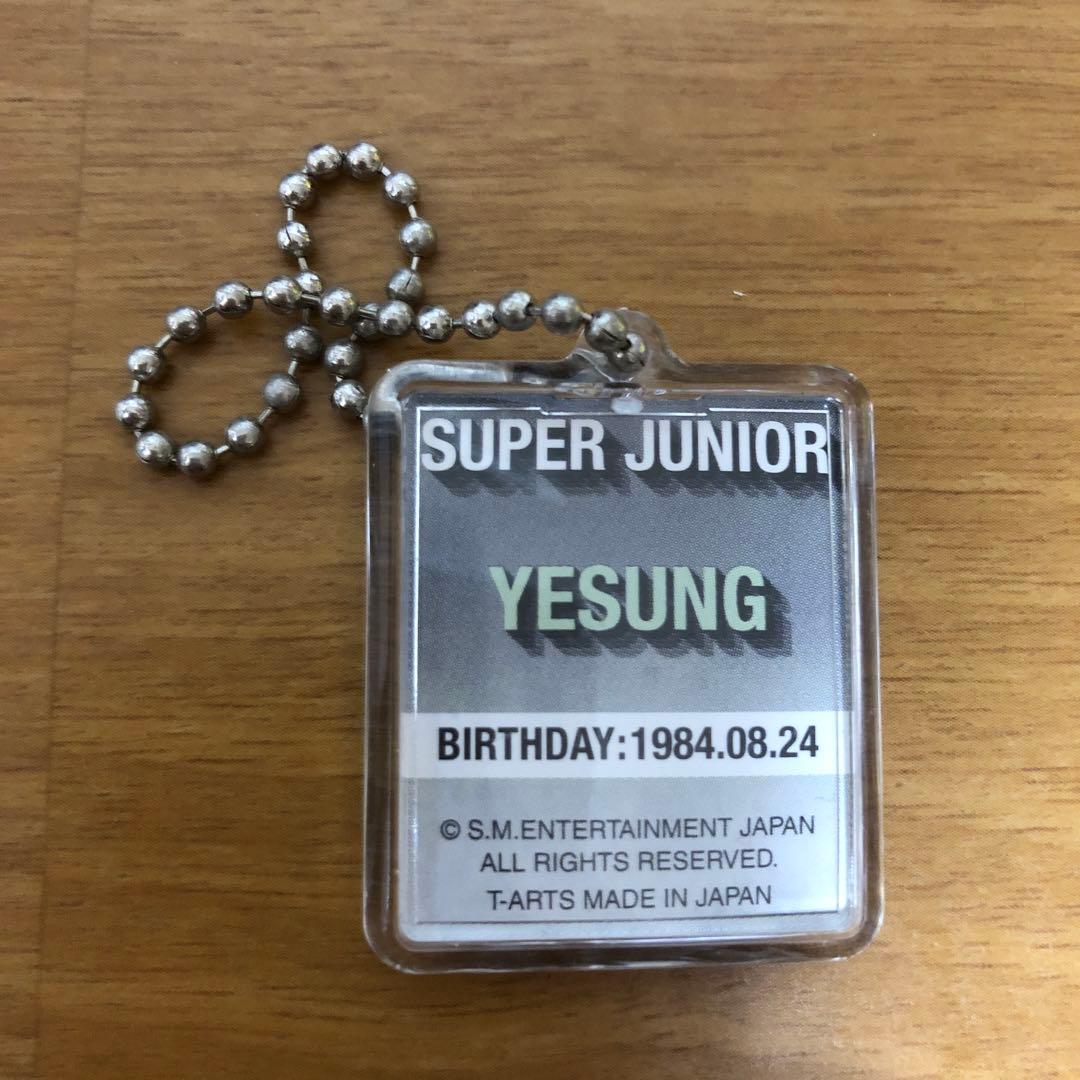 SUPER JUNIOR
YESUNG
BIRTHDAY:1984.08.24
© S.M.ENTERTAINMENT JAPAN
ALL RIGHTS RESERVED.
T-ARTS MADE IN JAPAN